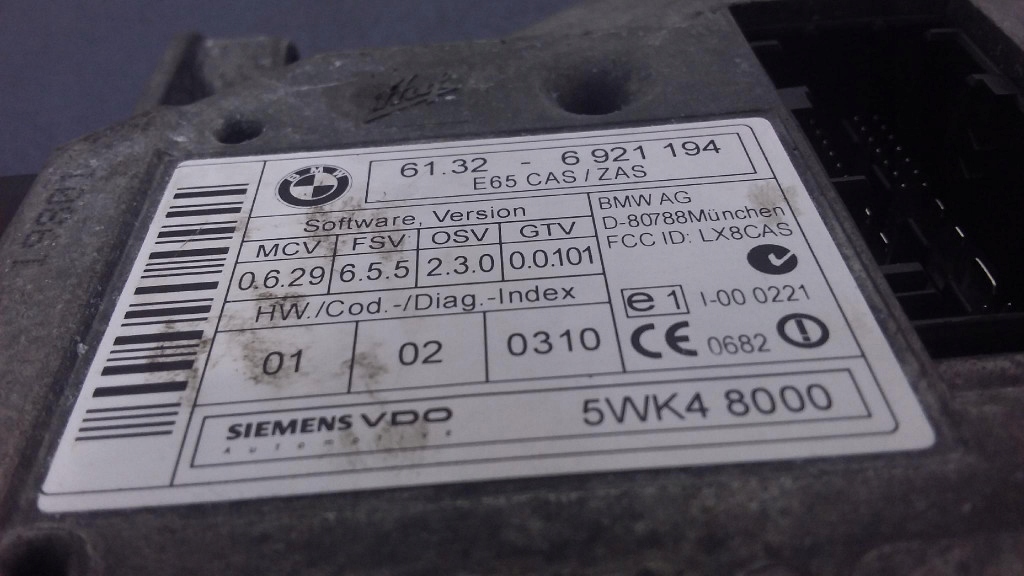 BMW
61.32 - 6 921 194
E65 CAS / ZAS
Software, Version
MCV FSV OSV GTV
0.6.29 6.5.5 2.3.0 0.0.101
HW./Cod.-/Diag.-Index
01 02 0310
BMW AG
D-80788München
FCC ID: LX8CAS
e1 I-00 0221
CE 0682
SIEMENS VDO
Automotive
5WK4 8000